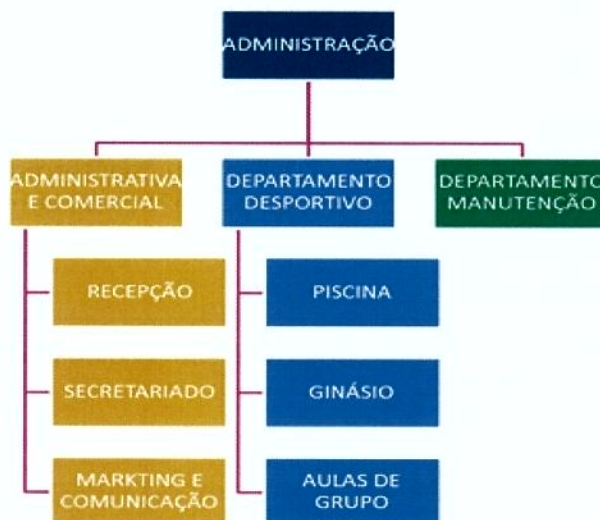 ADMINISTRAÇÃO
ADMINISTRATIVA
E COMERCIAL
DEPARTAMENTO
DESPORTIVO
DEPARTAMENTO
MANUTENÇÃO
RECEPÇÃO
PISCINA
SECRETARIADO
GINÁSIO
MARKTING E
COMUNICAÇÃO
AULAS DE
GRUPO